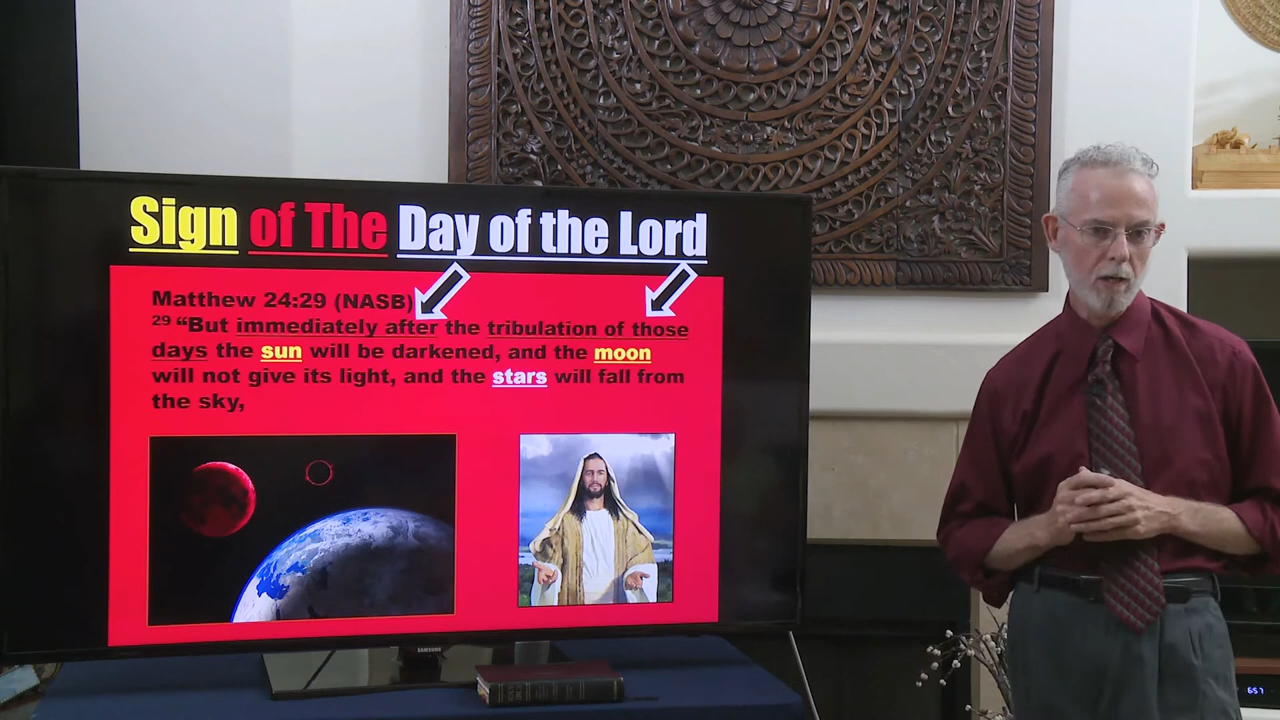 Sign of The Day of the Lord
Matthew 24:29 (NASB)
29 “But immediately after the tribulation of those
days the sun will be darkened, and the moon
will not give its light, and the stars will fall from
the sky,
SAMSUNG
657